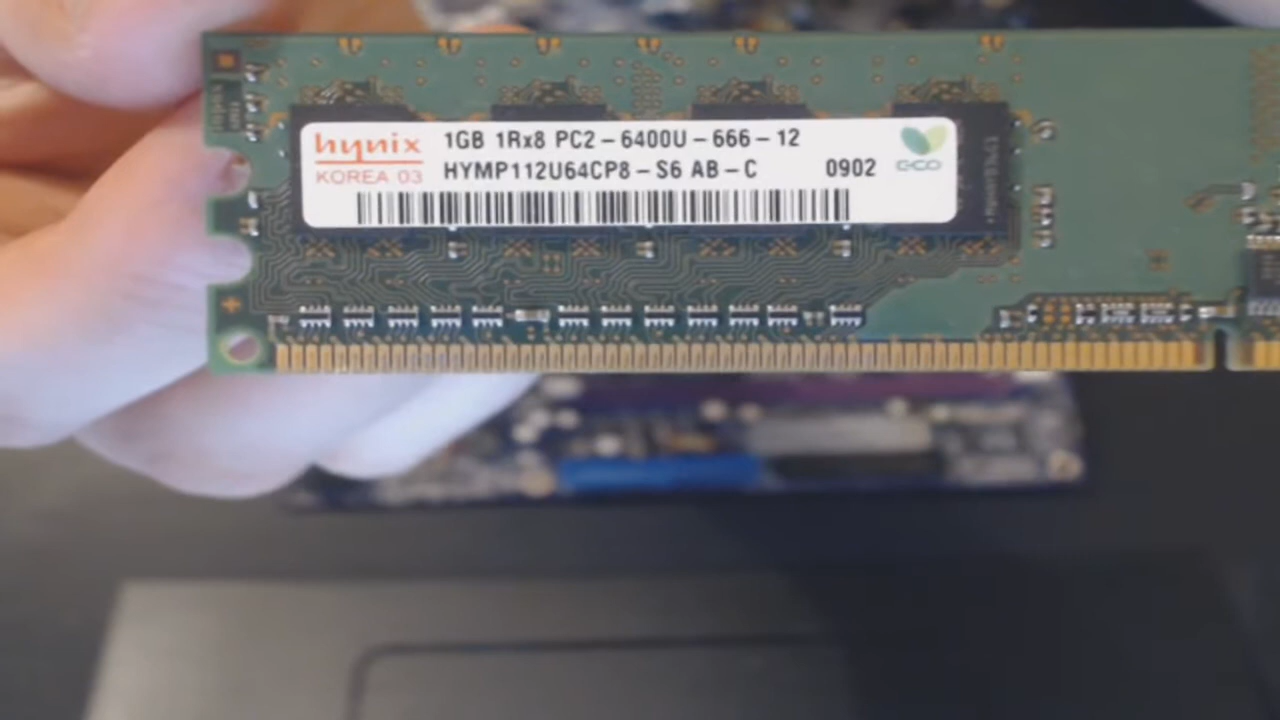 hynix
KOREA 03
1GB 1Rx8 PC2-6400U-666-12
HYMP112U64CP8-S6 AB-C 0902